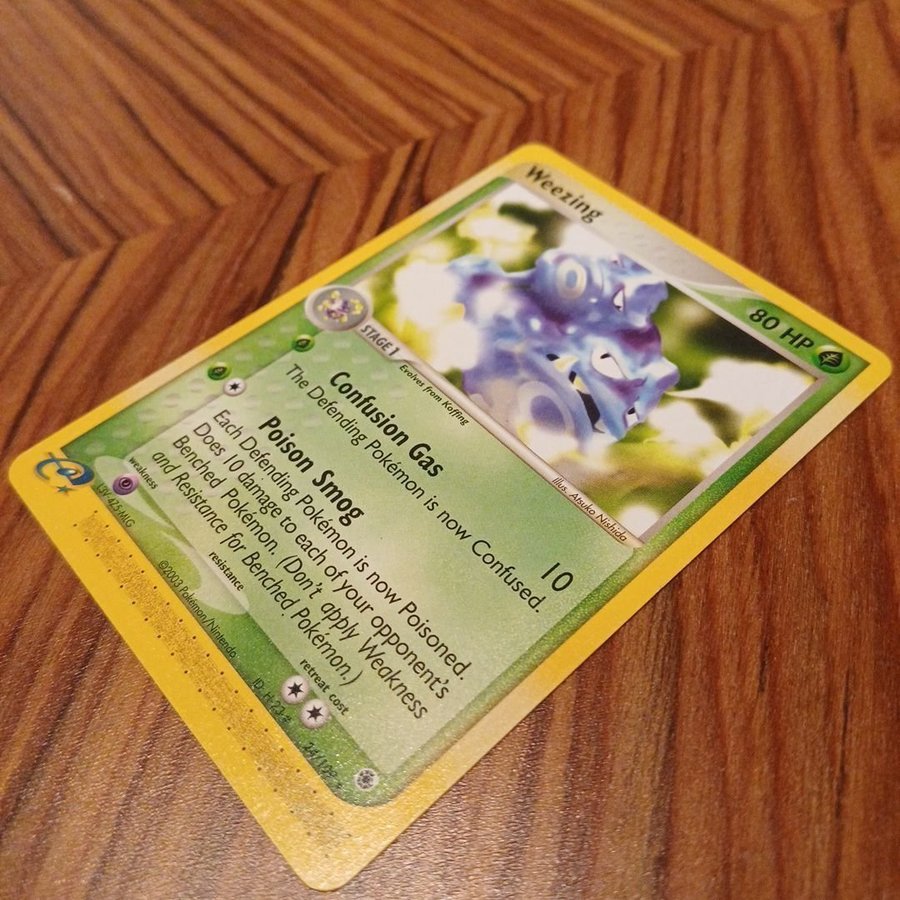 Weezing
80 HP
STAGE 1
Evolves from Koffing
Illus. Atsuko Nishida
Confusion Gas
10
The Defending Pokémon is now Confused.
Poison Smog
Each Defending Pokémon is now Poisoned.
Does 10 damage to each of your opponent's
Benched Pokémon. (Don't apply Weakness
and Resistance for Benched Pokémon.)
weakness
resistance
retreat cost
©2003 Pokémon/Nintendo